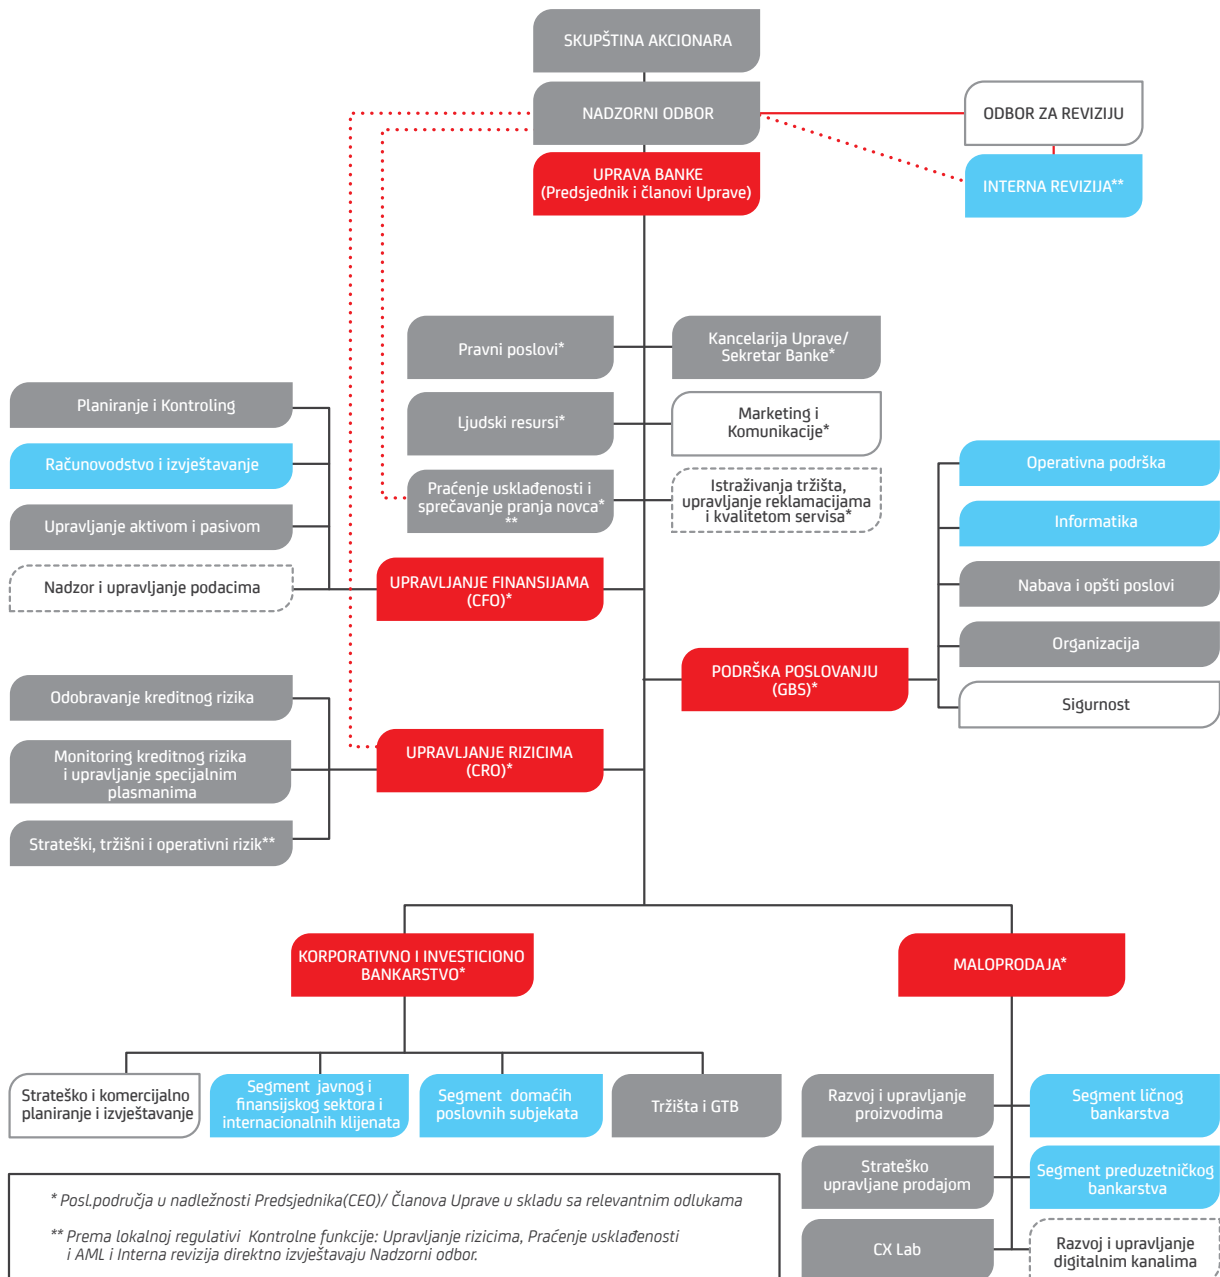 SKUPŠTINA AKCIONARA
NADZORNI ODBOR
ODBOR ZA REVIZIJU
UPRAVA BANKE
(Predsjednik i članovi Uprave)
INTERNA REVIZIJA**
Pravni poslovi*
Kancelarija Uprave/
Sekretar Banke*
Ljudski resursi*
Marketing i
Komunikacije*
Praćenje usklađenosti i
sprečavanje pranja novca*
**
Istraživanja tržišta,
upravljanje reklamacijama
i kvalitetom servisa*
Planiranje i Kontroling
Računovodstvo i izvještavanje
Upravljanje aktivom i pasivom
Nadzor i upravljanje podacima
UPRAVLJANJE FINANSIJAMA
(CFO)*
Operativna podrška
Informatika
Nabava i opšti poslovi
Organizacija
Sigurnost
PODRŠKA POSLOVANJU
(GBS)*
Odobravanje kreditnog rizika
Monitoring kreditnog rizika
i upravljanje specijalnim
plasmanima
Strateški, tržišni i operativni rizik**
UPRAVLJANJE RIZICIMA
(CRO)*
KORPORATIVNO I INVESTICIONO
BANKARSTVO*
MALOPRODAJA*
Strateško i komercijalno
planiranje i izvještavanje
Segment javnog i
finansijskog sektora i
internacionalnih klijenata
Segment domaćih
poslovnih subjekata
Tržišta i GTB
Razvoj i upravljanje
proizvodima
Segment ličnog
bankarstva
Strateško
upravljane prodajom
Segment preduzetničkog
bankarstva
CX Lab
Razvoj i upravljanje
digitalnim kanalima
* Posl.područja u nadležnosti Predsjednika(CEO)/ Članova Uprave u skladu sa relevantnim odlukama
** Prema lokalnoj regulativi Kontrolne funkcije: Upravljanje rizicima, Praćenje usklađenosti
i AML i Interna revizija direktno izvještavaju Nadzorni odbor.